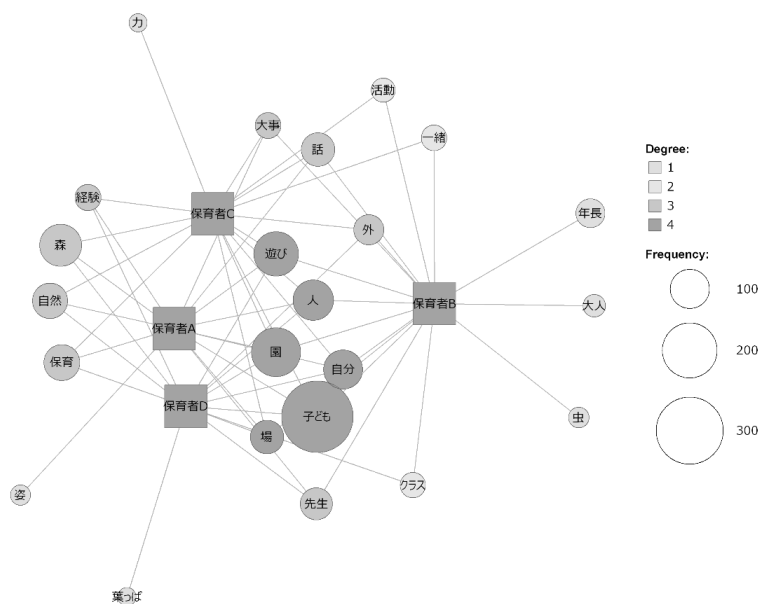 力
活動
大事
一緒
話
経験
保育者C
年長
外
森
遊び
自然
人
保育者B
大人
保育者A
園
保育
自分
保育者D
子ども
虫
場
クラス
姿
先生
葉っぱ
Degree:
1
2
3
4
Frequency:
100
200
300